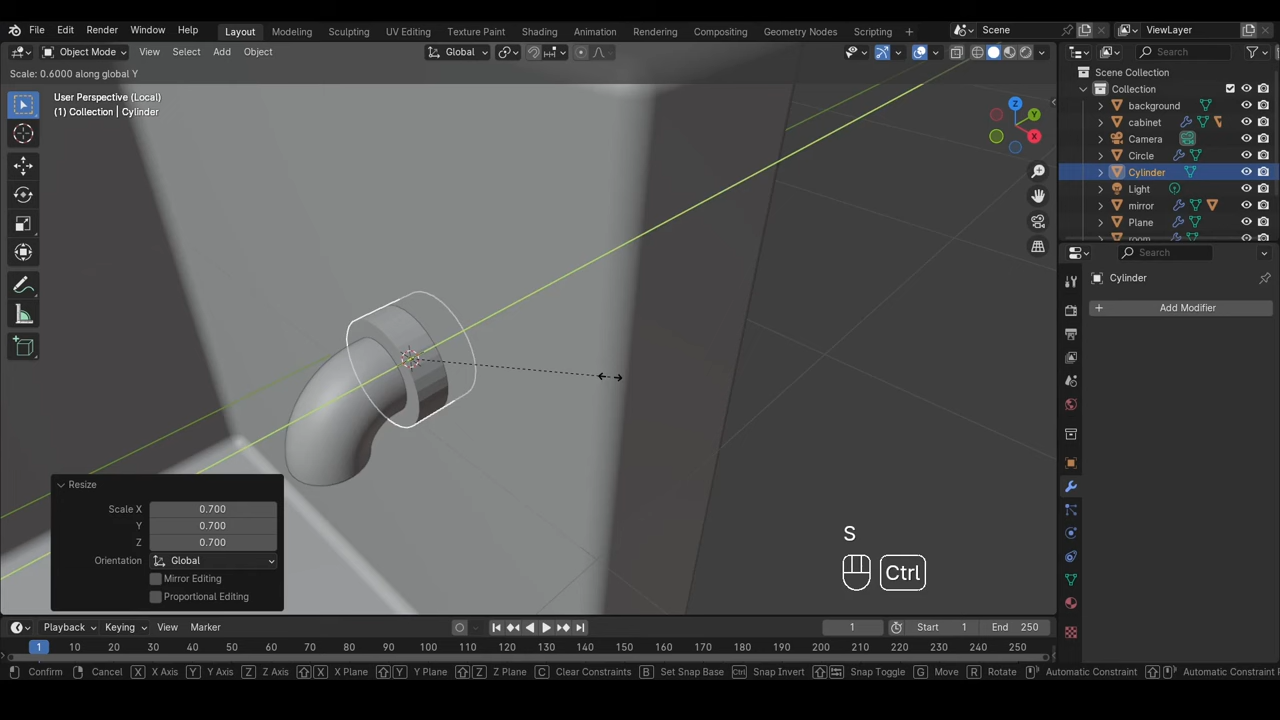 File Edit Render Window Help Layout Modeling Sculpting UV Editing Texture Paint Shading Animation Rendering Compositing Geometry Nodes Scripting + Scene ViewLayer
Object Mode View Select Add Object Global Search
Scale: 0.6000 along global Y
User Perspective (Local)
(1) Collection | Cylinder
Z
Y
X
Scene Collection
Collection
background
cabinet
Camera
Circle
Cylinder
Light
mirror
Plane
room
Search
Cylinder
+ Add Modifier
Resize
Scale X 0.700
Y 0.700
Z 0.700
Orientation Global
Mirror Editing
Proportional Editing
S
Ctrl
Playback Keying View Marker 1 Start 1 End 250
1 10 20 30 40 50 60 70 80 90 100 110 120 130 140 150 160 170 180 190 200 210 220 230 240 250
Confirm Cancel X X Axis Y Y Axis Z Z Axis X X Plane Y Y Plane Z Z Plane C Clear Constraints B Set Snap Base Ctrl Snap Invert Snap Toggle G Move R Rotate Automatic Constraint Automatic Constraint